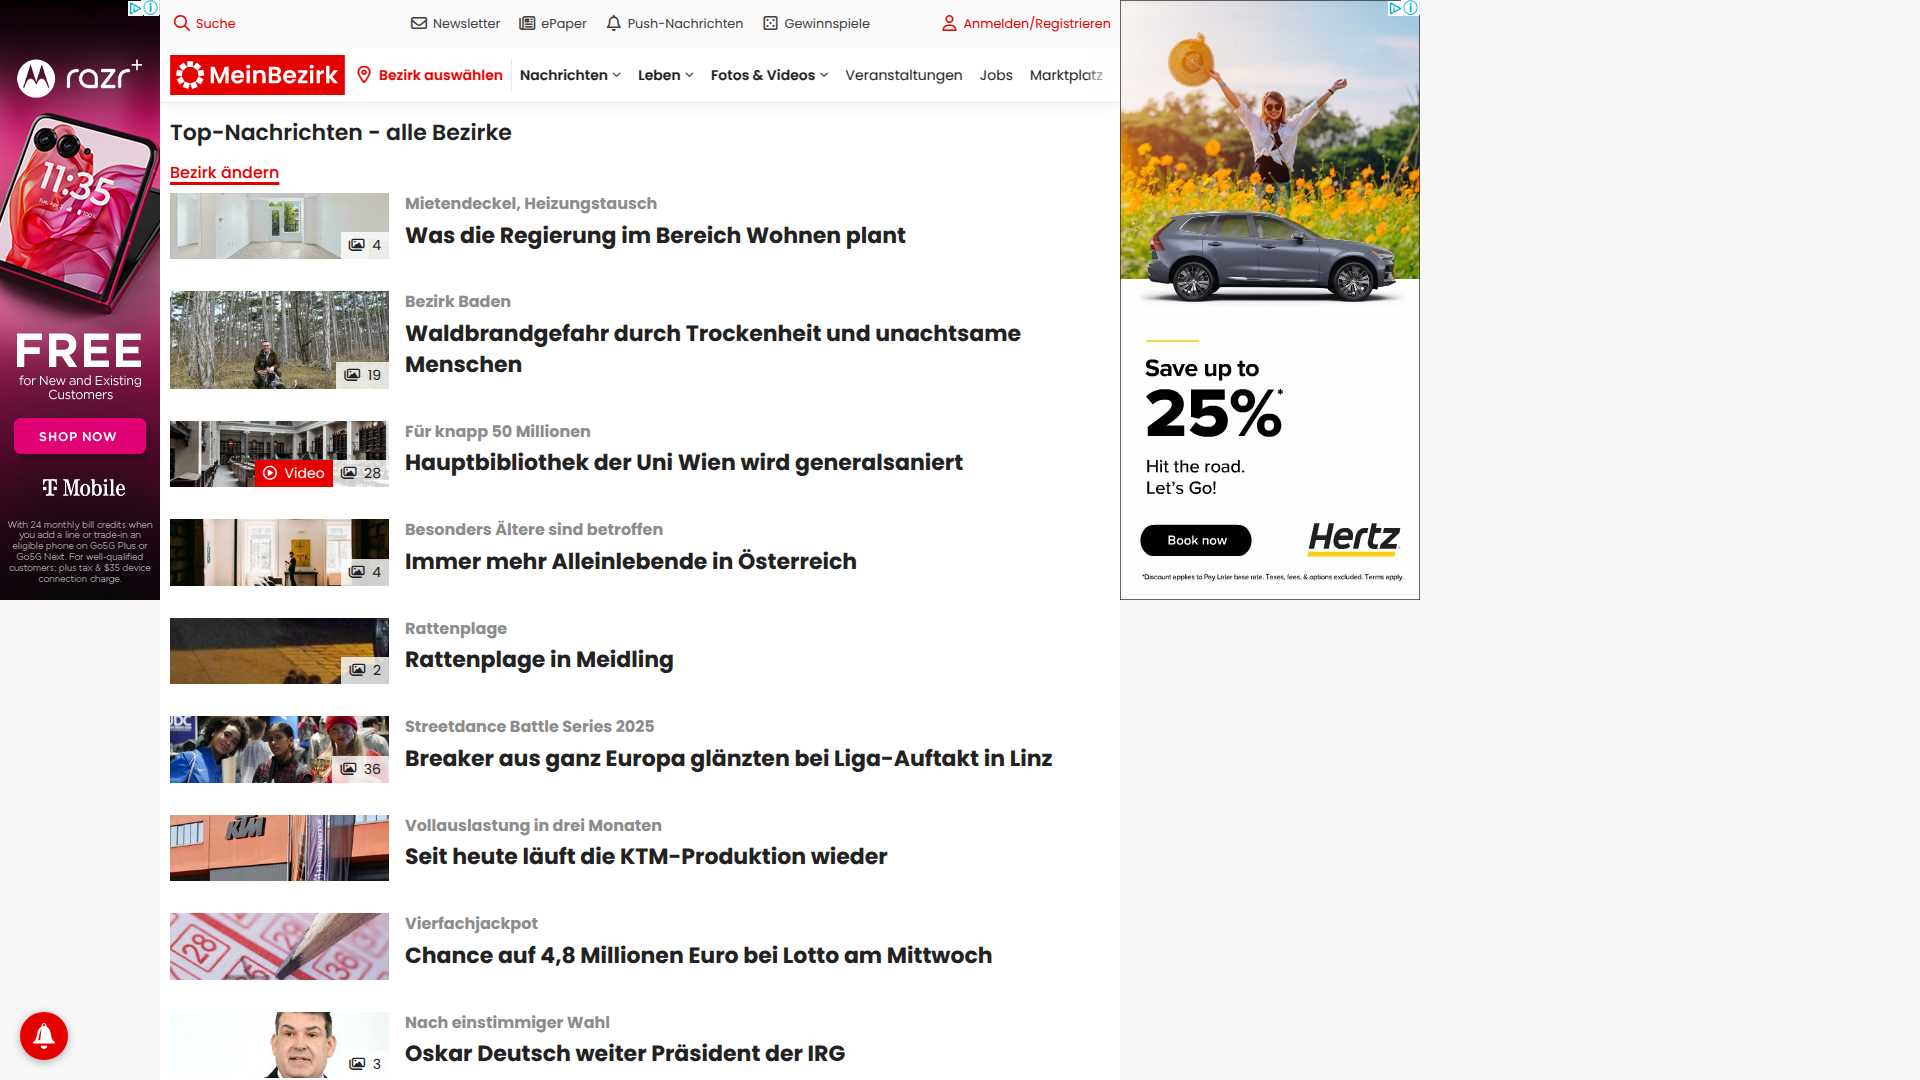 Suche
Newsletter
ePaper
Push-Nachrichten
Gewinnspiele
Anmelden/Registrieren
MeinBezirk
Bezirk auswählen
Nachrichten
Leben
Fotos & Videos
Veranstaltungen
Jobs
Marktplatz
Top-Nachrichten - alle Bezirke
Bezirk ändern
4
Mietendeckel, Heizungstausch
Was die Regierung im Bereich Wohnen plant
19
Bezirk Baden
Waldbrandgefahr durch Trockenheit und unachtsame
Menschen
Video
28
Für knapp 50 Millionen
Hauptbibliothek der Uni Wien wird generalsaniert
4
Besonders Ältere sind betroffen
Immer mehr Alleinlebende in Österreich
2
Rattenplage
Rattenplage in Meidling
36
Streetdance Battle Series 2025
Breaker aus ganz Europa glänzten bei Liga-Auftakt in Linz
KTM
Vollauslastung in drei Monaten
Seit heute läuft die KTM-Produktion wieder
28
29
36
Vierfachjackpot
Chance auf 4,8 Millionen Euro bei Lotto am Mittwoch
3
Nach einstimmiger Wahl
Oskar Deutsch weiter Präsident der IRG
razr+
11:35
FREE
for New and Existing
Customers
SHOP NOW
T Mobile
With 24 monthly bill credits when
you add a line or trade-in an
eligible phone on Go5G Plus or
Go5G Next. For well-qualified
customers; plus tax & $35 device
connection charge.
Save up to
25%*
Hit the road.
Let's Go!
Book now
Hertz
*Discount applies to Pay Later base rate. Taxes, fees, & options excluded. Terms apply.